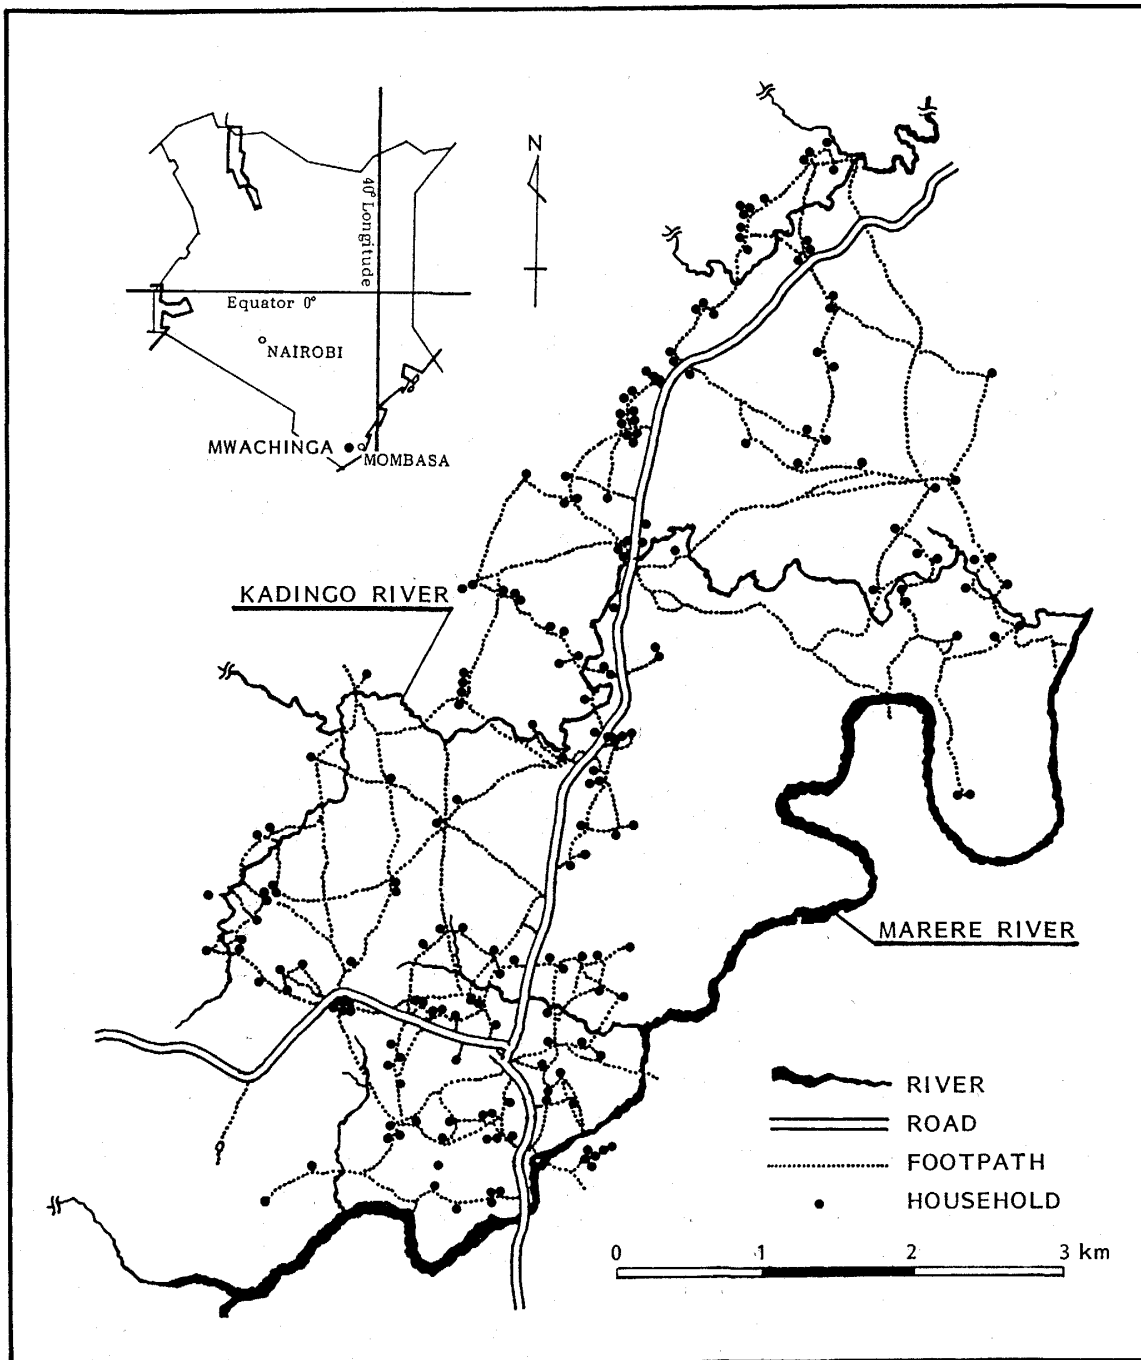 N
40° Longitude
Equator 0°
NAIROBI
MWACHINGA
MOMBASA
KADINGO RIVER
MARERE RIVER
RIVER
ROAD
FOOTPATH
HOUSEHOLD
0 1 2 3 km